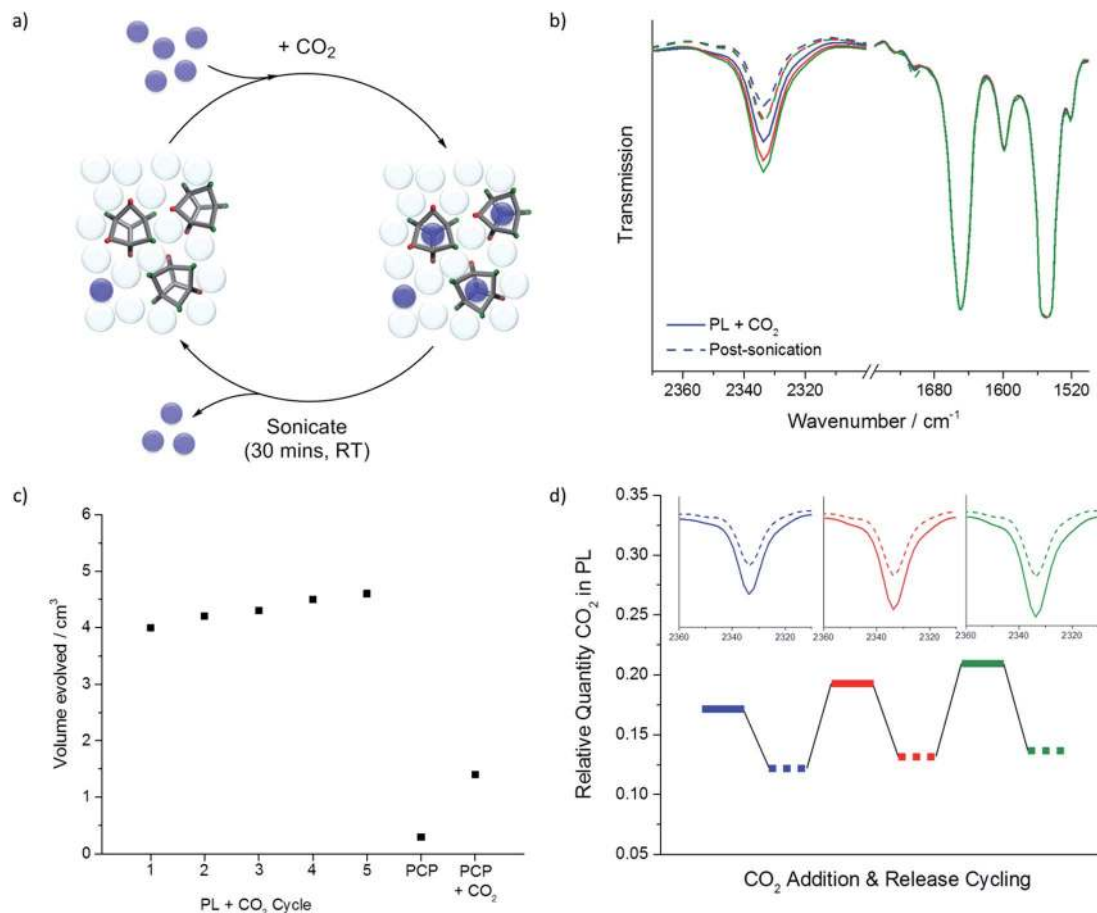 a)
+ CO₂
Sonicate
(30 mins, RT)
b)
Transmission
PL + CO₂
Post-sonication
2360 2340 2320 1680 1600 1520
Wavenumber / cm⁻¹
c)
Volume evolved / cm³
6
5
4
3
2
1
0
1 2 3 4 5 PCP PCP
+ CO₂
PL + CO₂ Cycle
d)
Relative Quantity CO₂ in PL
0.35
0.30
0.25
0.20
0.15
0.10
0.05
2360 2340 2320 2360 2340 2320 2360 2340 2320
CO₂ Addition & Release Cycling